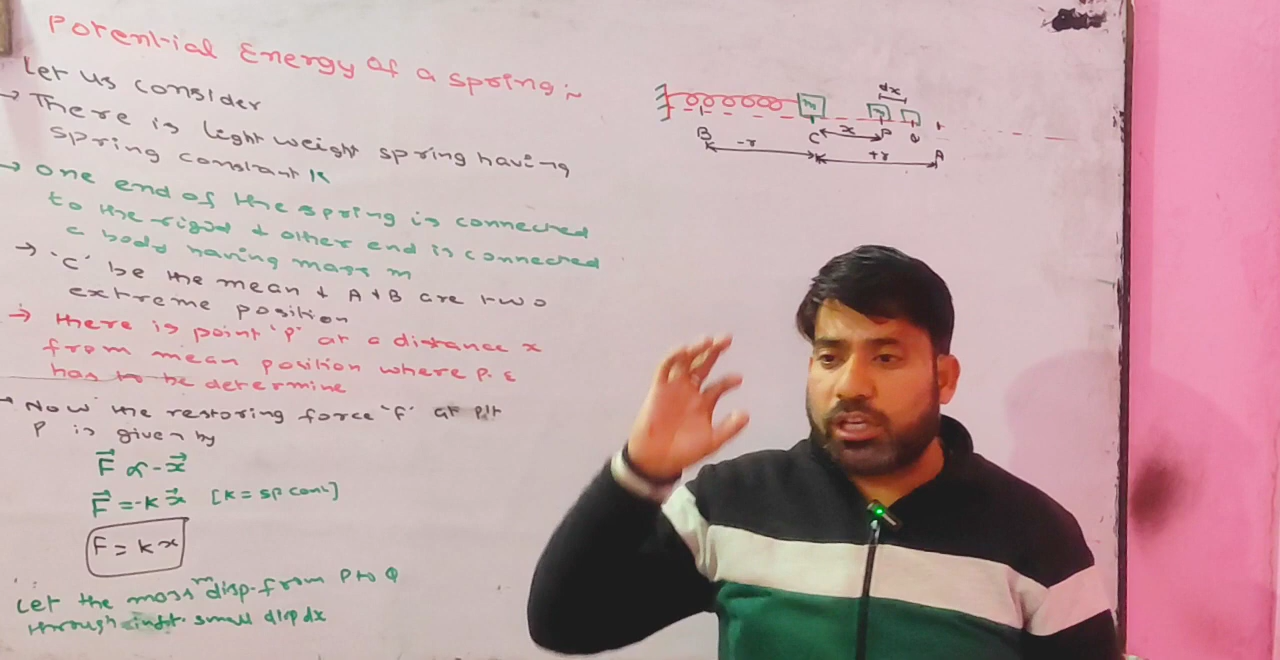 Potential Energy of a spring:~
Let us consider
→ There is light weight spring having
spring constant K
→ one end of the spring is connected
to the rigid & other end is connected
a body having mass m
→ 'C' be the mean & A & B are two
extreme position
→ there is point 'P' at a distance x
from mean position where P.E
has to be determine
→ Now the restoring force 'F' at pt
P is given by
F⃗ ∝ -x⃗
F⃗ = -k x⃗ [K = sp const]
F = kx
Let the mass m disp. from P to Q
through inft. small disp dx
dx
m m
B C x P Q A
-r +r